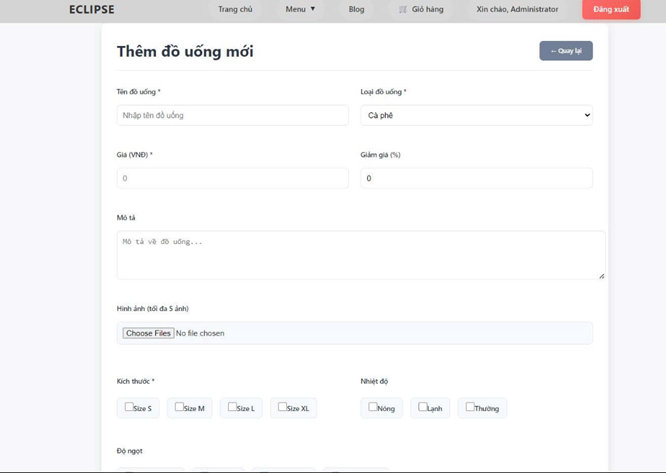 ECLIPSE Trang chủ Menu ▼ Blog 🛒 Giỏ hàng Xin chào, Administrator Đăng xuất
Thêm đồ uống mới ← Quay lại
Tên đồ uống * Loại đồ uống *
Nhập tên đồ uống Cà phê
Giá (VNĐ) * Giảm giá (%)
0 0
Mô tả
Mô tả về đồ uống...
Hình ảnh (tối đa 5 ảnh)
Choose Files No file chosen
Kích thước * Nhiệt độ
Size S Size M Size L Size XL Nóng Lạnh Thường
Độ ngọt